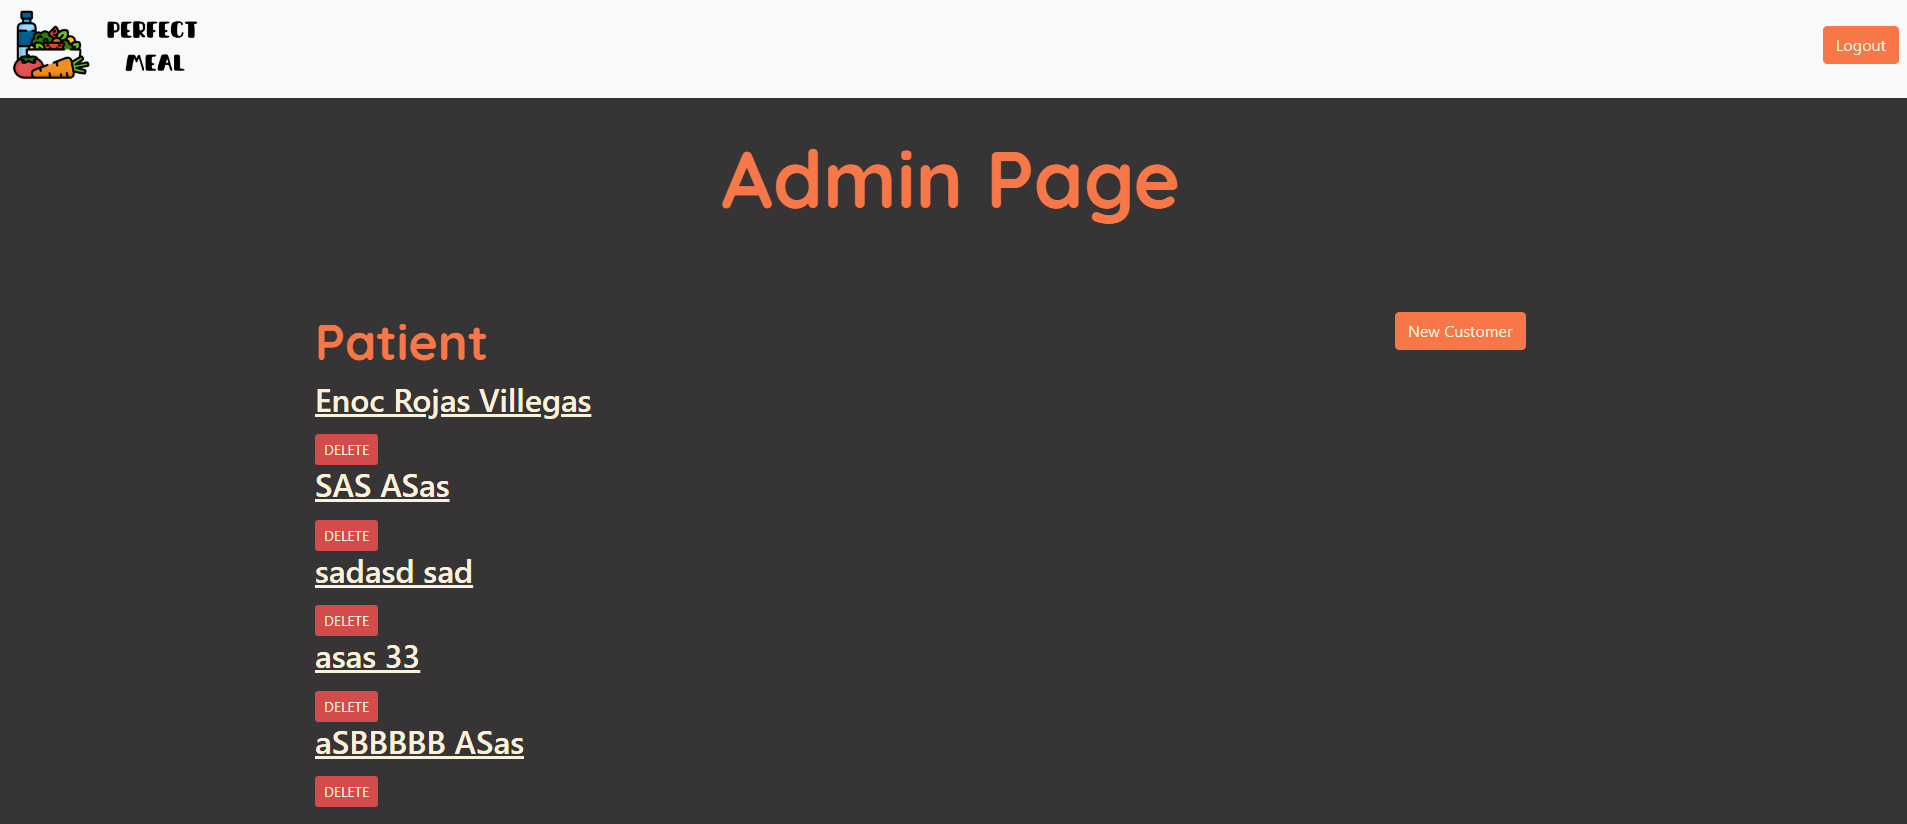 PERFECT
MEAL
Logout
Admin Page
Patient
New Customer
Enoc Rojas Villegas
DELETE
SAS ASas
DELETE
sadasd sad
DELETE
asas 33
DELETE
aSBBBBB ASas
DELETE